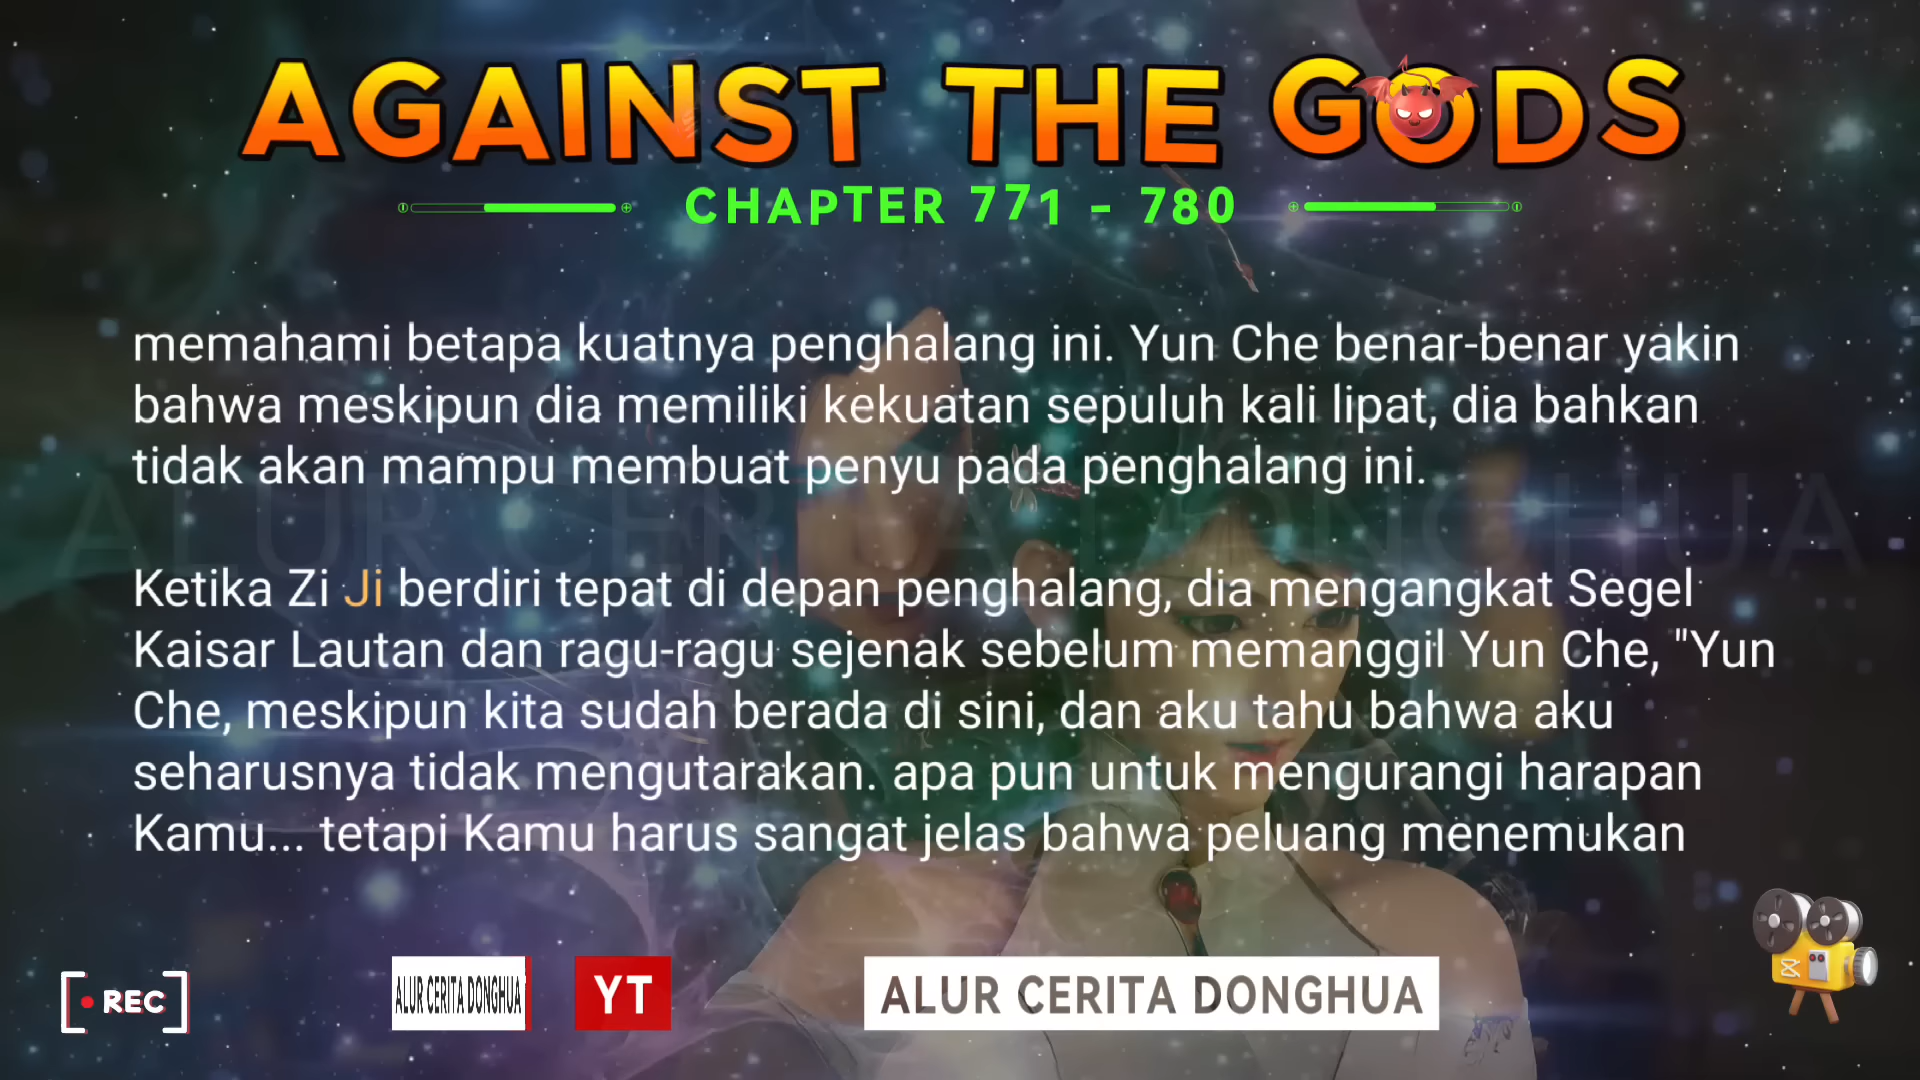 AGAINST THE GODS
CHAPTER 771 - 780
memahami betapa kuatnya penghalang ini. Yun Che benar-benar yakin
bahwa meskipun dia memiliki kekuatan sepuluh kali lipat, dia bahkan
tidak akan mampu membuat penyu pada penghalang ini.
ALUR CERITA DONGHUA
Ketika Zi Ji berdiri tepat di depan penghalang, dia mengangkat Segel
Kaisar Lautan dan ragu-ragu sejenak sebelum memanggil Yun Che, "Yun
Che, meskipun kita sudah berada di sini, dan aku tahu bahwa aku
seharusnya tidak mengutarakan. apa pun untuk mengurangi harapan
Kamu... tetapi Kamu harus sangat jelas bahwa peluang menemukan
REC
ALUR CERITA DONGHUA
YT
ALUR CERITA DONGHUA